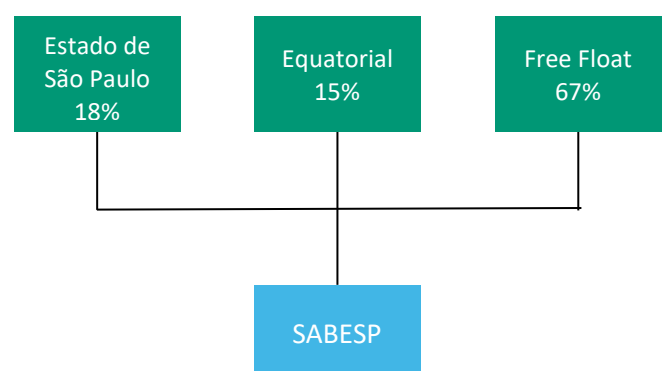 Estado de
São Paulo
18%
Equatorial
15%
Free Float
67%
SABESP